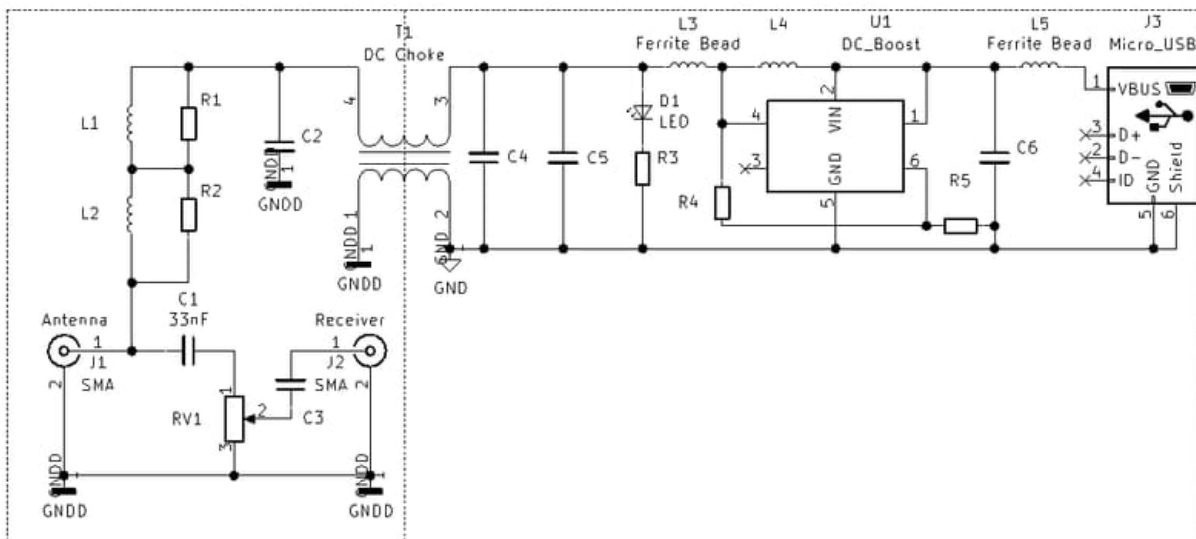 T1
DC Choke
L3
Ferrite Bead
L4
U1
DC_Boost
L5
Ferrite Bead
J3
Micro_USB
L1
R1
L2
R2
C2
GNDD
1
GNDD
4
3
GNDD 1
1
GNDD
GND 2
GND
C4
C5
D1
LED
R3
R4
4
3
2
VIN
GND
5
1
6
R5
C6
1
VBUS
3
D+
2
D-
4
ID
GND
Shield
5
6
Antenna
1
J1
SMA
2
C1
33nF
RV1
1
2
3
C3
Receiver
1
J2
SMA
2
GNDD
GNDD
GNDD
GNDD